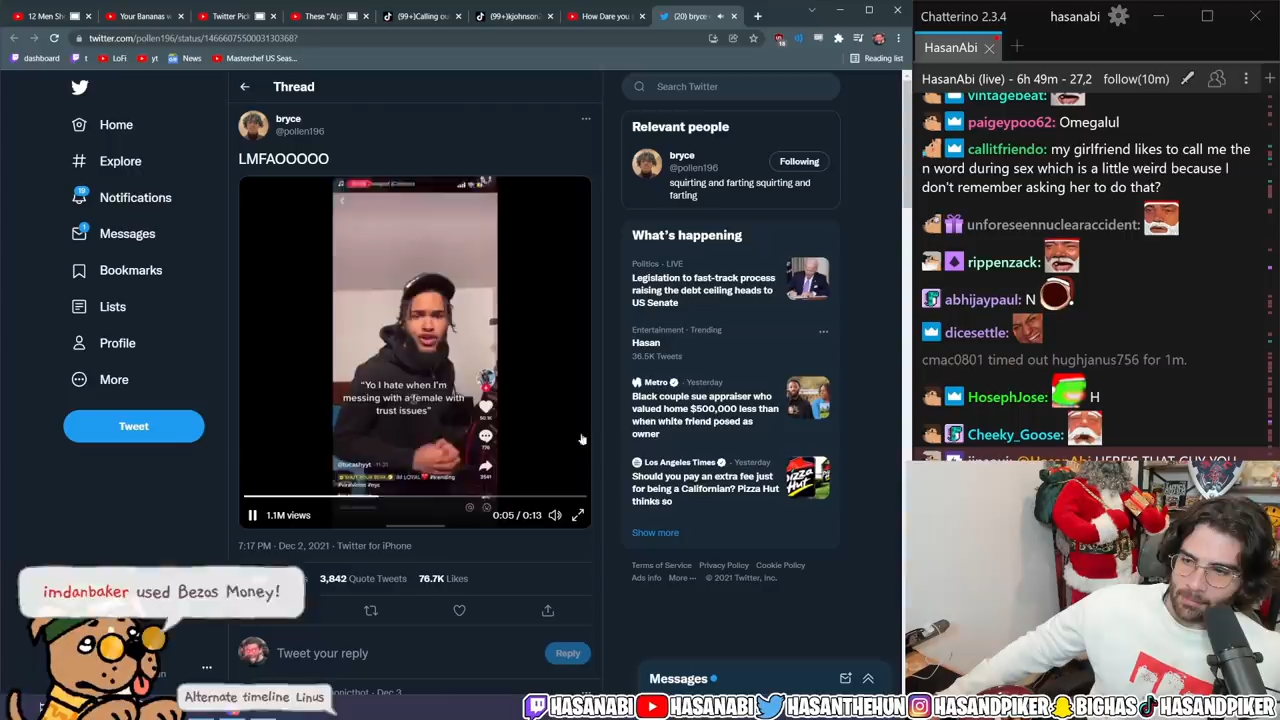 12 Men Sh
Your Bananas
Twitter Pick
These "Alp
(99+)Calling ou
(99+)kjohnson
How Dare you
(20) bryce
twitter.com/pollen196/status/1466607550003130368?
dashboard
t
LoFi
yt
News
Masterchef US Seas...
Reading list
Home
Explore
Notifications
19
Messages
1
Bookmarks
Lists
Profile
More
Tweet
Thread
bryce
@pollen196
LMFAOOOOO
"Yo I hate when I'm
messing with a female with
trust issues"
1.1M views
0:05 / 0:13
7:17 PM · Dec 2, 2021 · Twitter for iPhone
3,842 Quote Tweets
76.7K Likes
Tweet your reply
Reply
Search Twitter
Relevant people
bryce
@pollen196
Following
squirting and farting squirting and
farting
What's happening
Politics · LIVE
Legislation to fast-track process
raising the debt ceiling heads to
US Senate
Entertainment · Trending
Hasan
36.5K Tweets
Metro · Yesterday
Black couple sue appraiser who
valued home $500,000 less than
when white friend posed as
owner
Los Angeles Times · Yesterday
Should you pay an extra fee just
for being a Californian? Pizza Hut
thinks so
Show more
Terms of Service Privacy Policy Cookie Policy
Ads info More ··· © 2021 Twitter, Inc.
Messages
imdanbaker used Bezos Money!
Alternate timeline Linus
Chatterino 2.3.4
hasanabi
HasanAbi
HasanAbi (live) - 6h 49m - 27,2
follow(10m)
vintagebeat:
paigeypoo62: Omegalul
callitfriendo: my girlfriend likes to call me the
n word during sex which is a little weird because I
don't remember asking her to do that?
unforeseennuclearaccident:
rippenzack:
abhijaypaul: N
dicesettle:
cmac0801 timed out hughjanus756 for 1m.
HosephJose: H
Cheeky_Goose:
HASANABI
HASANABI
HASANTHEHUN
HASANDPIKER
BIGHAS
HASANDPIKER